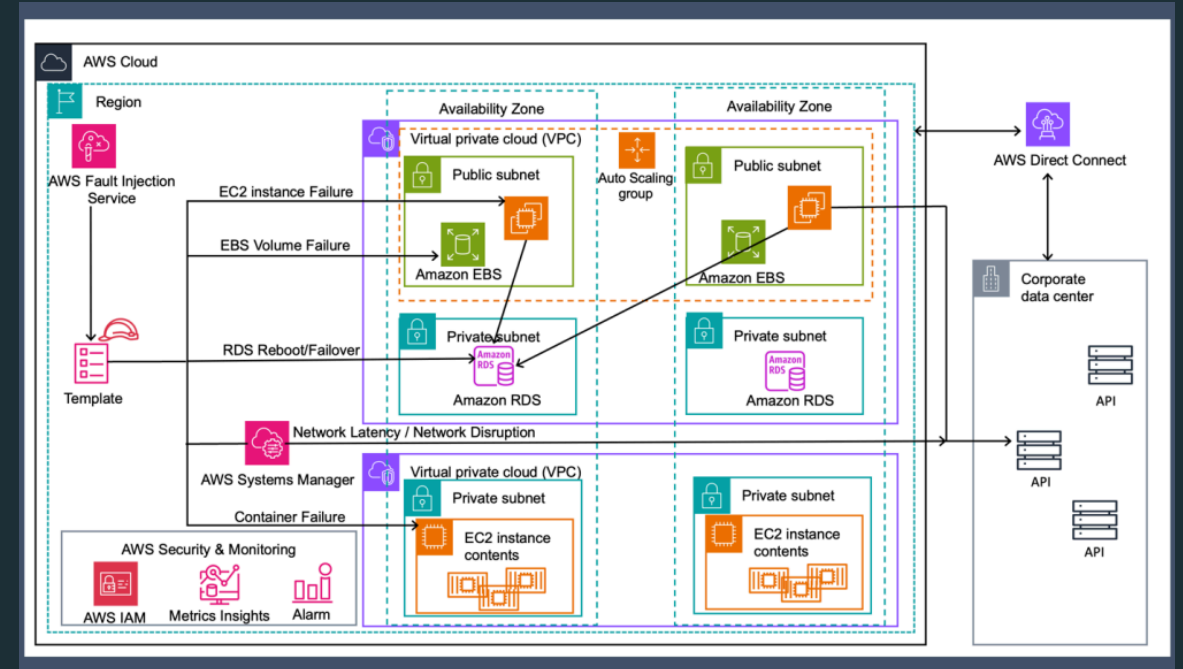 AWS Cloud
Region
Availability Zone
Availability Zone
Virtual private cloud (VPC)
AWS Direct Connect
AWS Fault Injection
Service
EC2 instance Failure
Public subnet
Auto Scaling
group
Public subnet
EBS Volume Failure
Amazon EBS
Amazon EBS
Corporate
data center
RDS Reboot/Failover
Private subnet
Amazon
RDS
Amazon RDS
Private subnet
Amazon
RDS
Amazon RDS
Template
API
Network Latency / Network Disruption
AWS Systems Manager
API
Virtual private cloud (VPC)
Private subnet
Private subnet
Container Failure
EC2 instance
contents
EC2 instance
contents
API
AWS Security & Monitoring
AWS IAM
Metrics Insights
Alarm